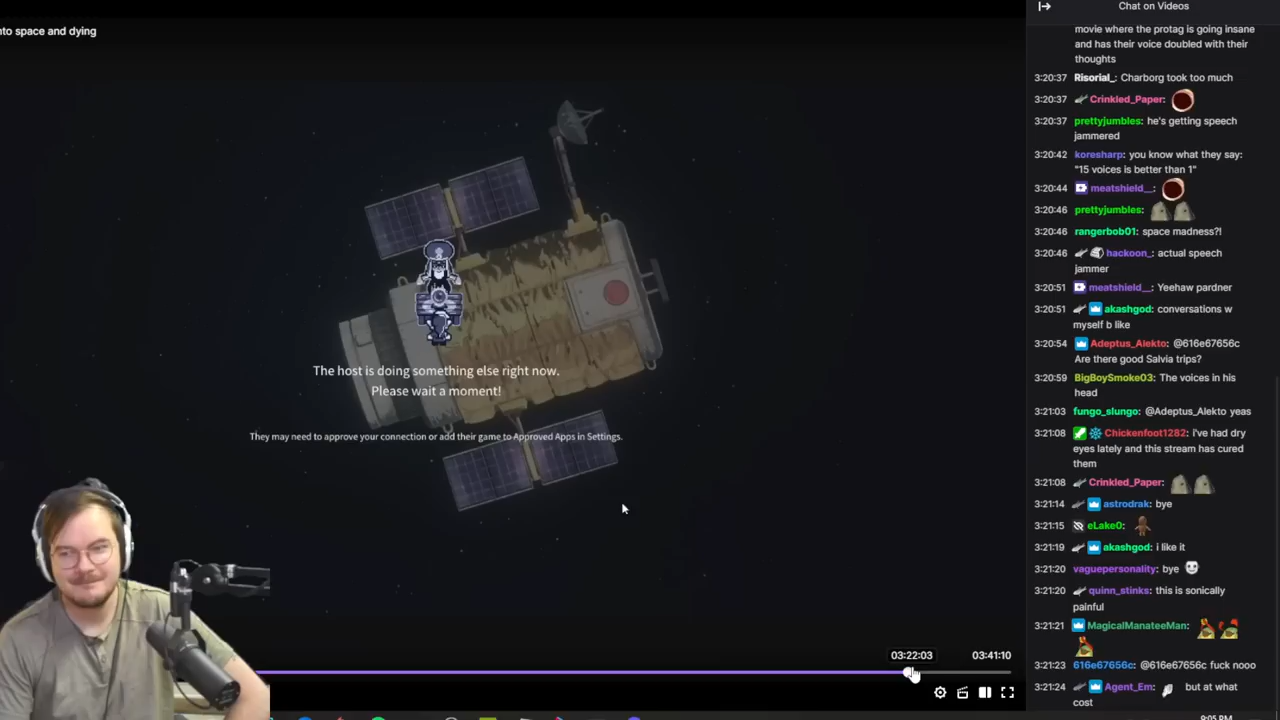 nto space and dying
Chat on Videos
movie where the protag is going insane
and has their voice doubled with their
thoughts
3:20:37 Risorial_: Charborg took too much
3:20:37 Crinkled_Paper:
3:20:37 prettyjumbles: he's getting speech
jammered
3:20:42 koresharp: you know what they say:
"15 voices is better than 1"
3:20:44 meatshield__:
3:20:46 prettyjumbles:
3:20:46 rangerbob01: space madness?!
3:20:46 hackoon_: actual speech
jammer
3:20:51 meatshield__: Yeehaw pardner
3:20:51 akashgod: conversations w
myself b like
3:20:54 Adeptus_Alekto: @616e67656c
Are there good Salvia trips?
3:20:59 BigBoySmoke03: The voices in his
head
3:21:03 fungo_slungo: @Adeptus_Alekto yeas
3:21:08 Chickenfoot1282: i've had dry
eyes lately and this stream has cured
them
3:21:08 Crinkled_Paper:
3:21:14 astrodrak: bye
3:21:15 eLake0:
3:21:19 akashgod: i like it
3:21:20 vaguepersonality: bye
3:21:20 quinn_stinks: this is sonically
painful
3:21:21 MagicalManateeMan:
3:21:23 616e67656c: @616e67656c fuck nooo
3:21:24 Agent_Em: but at what
cost
The host is doing something else right now.
Please wait a moment!
They may need to approve your connection or add their game to Approved Apps in Settings.
03:22:03
03:41:10
9:05 PM